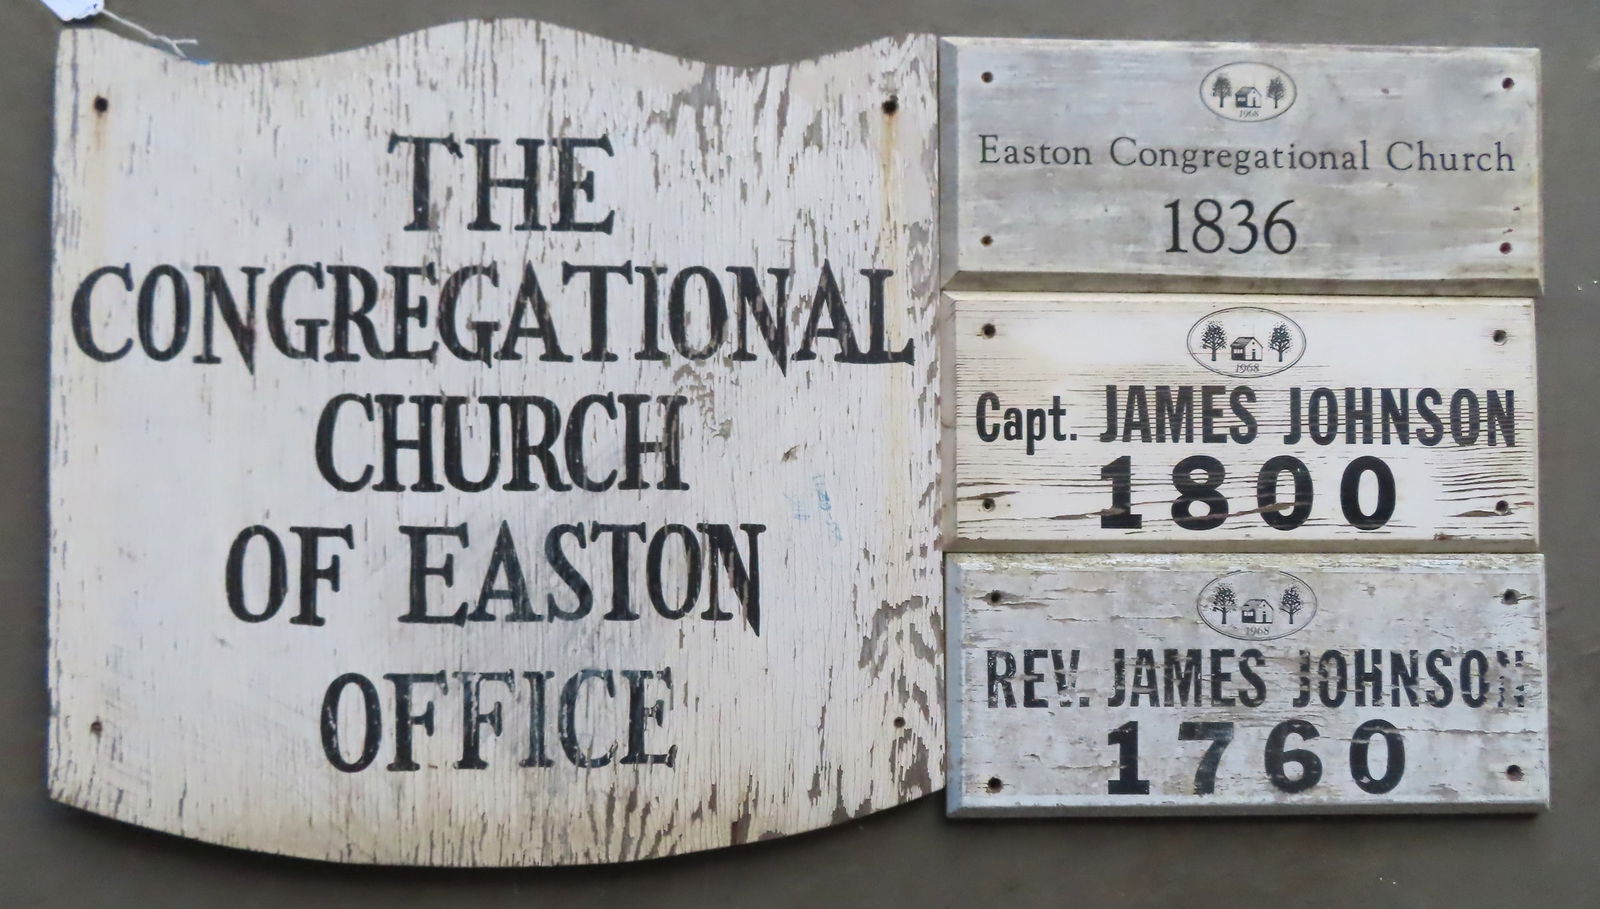 THE
CONGREGATIONAL
CHURCH
OF EASTON
OFFICE
1968
Easton Congregational Church
1836
1968
Capt. JAMES JOHNSON
1800
1968
REV. JAMES JOHNSON
1760